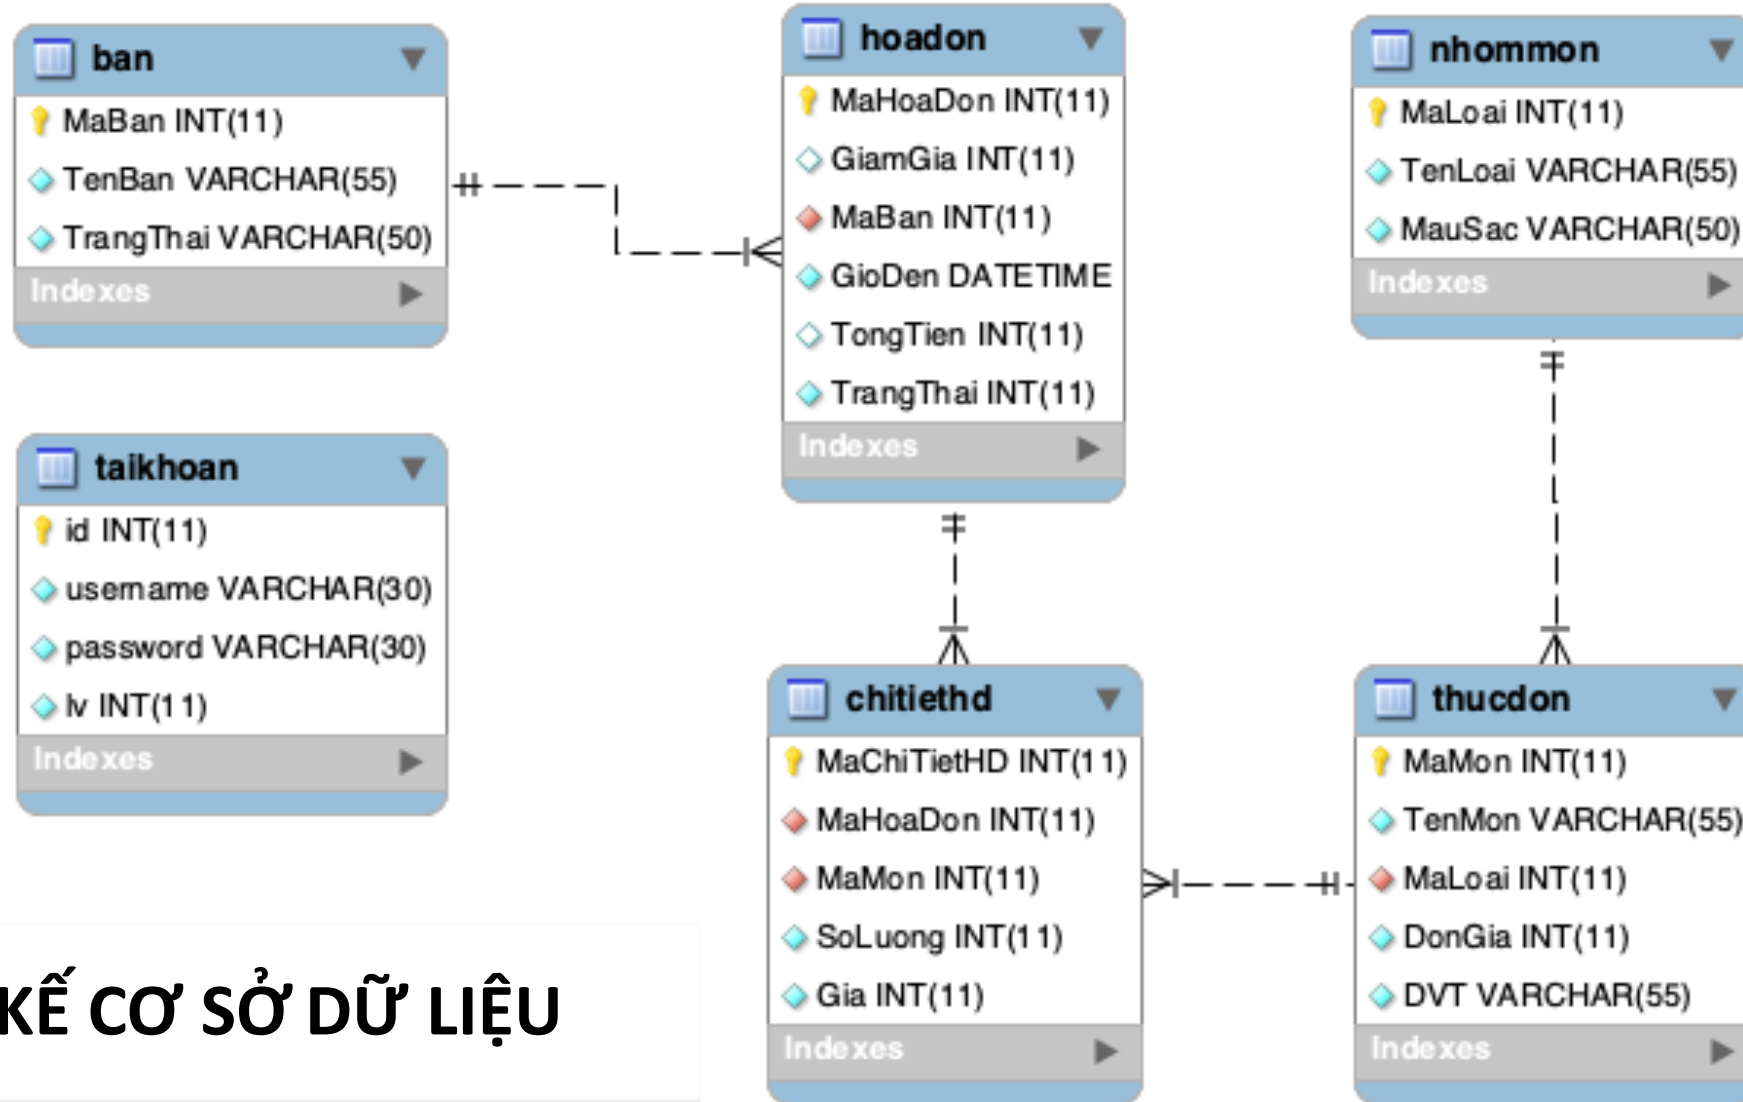 ban
MaBan INT(11)
TenBan VARCHAR(55)
TrangThai VARCHAR(50)
Indexes
taikhoan
id INT(11)
username VARCHAR(30)
password VARCHAR(30)
lv INT(11)
Indexes
hoadon
MaHoaDon INT(11)
GiamGia INT(11)
MaBan INT(11)
GioDen DATETIME
TongTien INT(11)
TrangThai INT(11)
Indexes
chitiethd
MaChiTietHD INT(11)
MaHoaDon INT(11)
MaMon INT(11)
SoLuong INT(11)
Gia INT(11)
Indexes
nhommon
MaLoai INT(11)
TenLoai VARCHAR(55)
MauSac VARCHAR(50)
Indexes
thucdon
MaMon INT(11)
TenMon VARCHAR(55)
MaLoai INT(11)
DonGia INT(11)
DVT VARCHAR(55)
Indexes
KẾ CƠ SỞ DỮ LIỆU